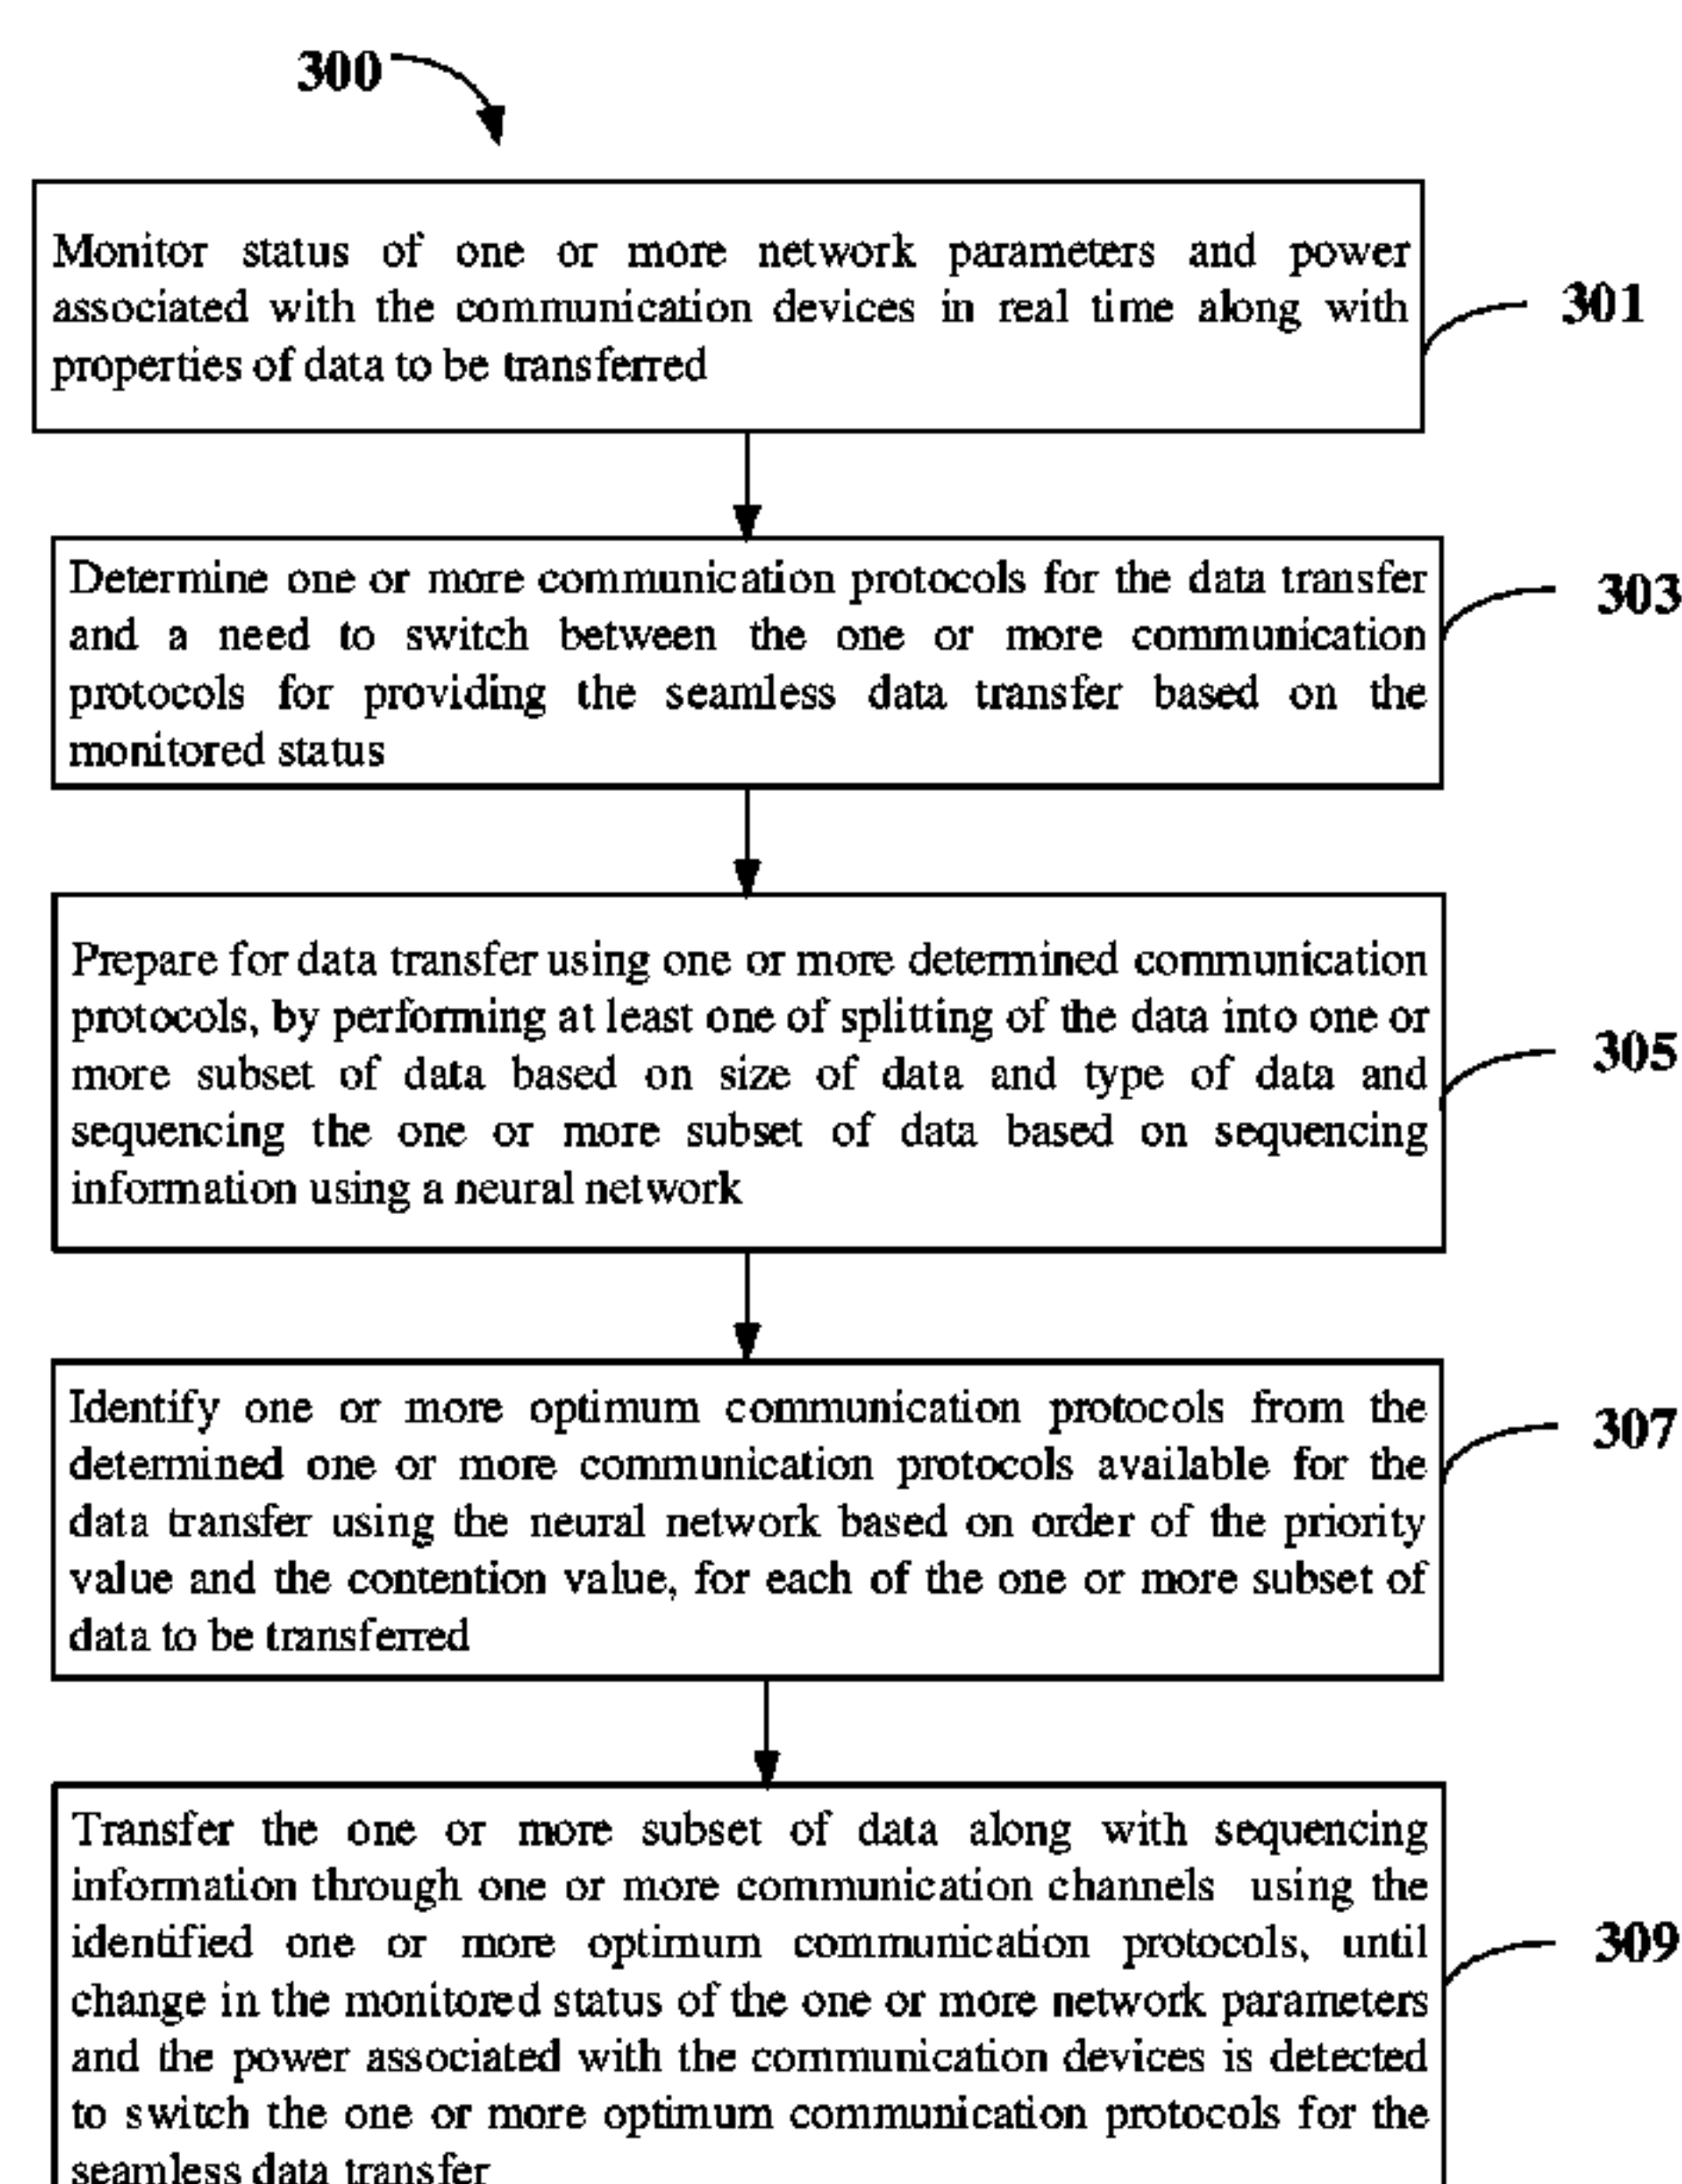 300
Monitor status of one or more network parameters and power
associated with the communication devices in real time along with
properties of data to be transferred
301
Determine one or more communication protocols for the data transfer
and a need to switch between the one or more communication
protocols for providing the seamless data transfer based on the
monitored status
303
Prepare for data transfer using one or more determined communication
protocols, by performing at least one of splitting of the data into one or
more subset of data based on size of data and type of data and
sequencing the one or more subset of data based on sequencing
information using a neural network
305
Identify one or more optimum communication protocols from the
determined one or more communication protocols available for the
data transfer using the neural network based on order of the priority
value and the contention value, for each of the one or more subset of
data to be transferred
307
Transfer the one or more subset of data along with sequencing
information through one or more communication channels using the
identified one or more optimum communication protocols, until
change in the monitored status of the one or more network parameters
and the power associated with the communication devices is detected
to switch the one or more optimum communication protocols for the
seamless data transfer
309